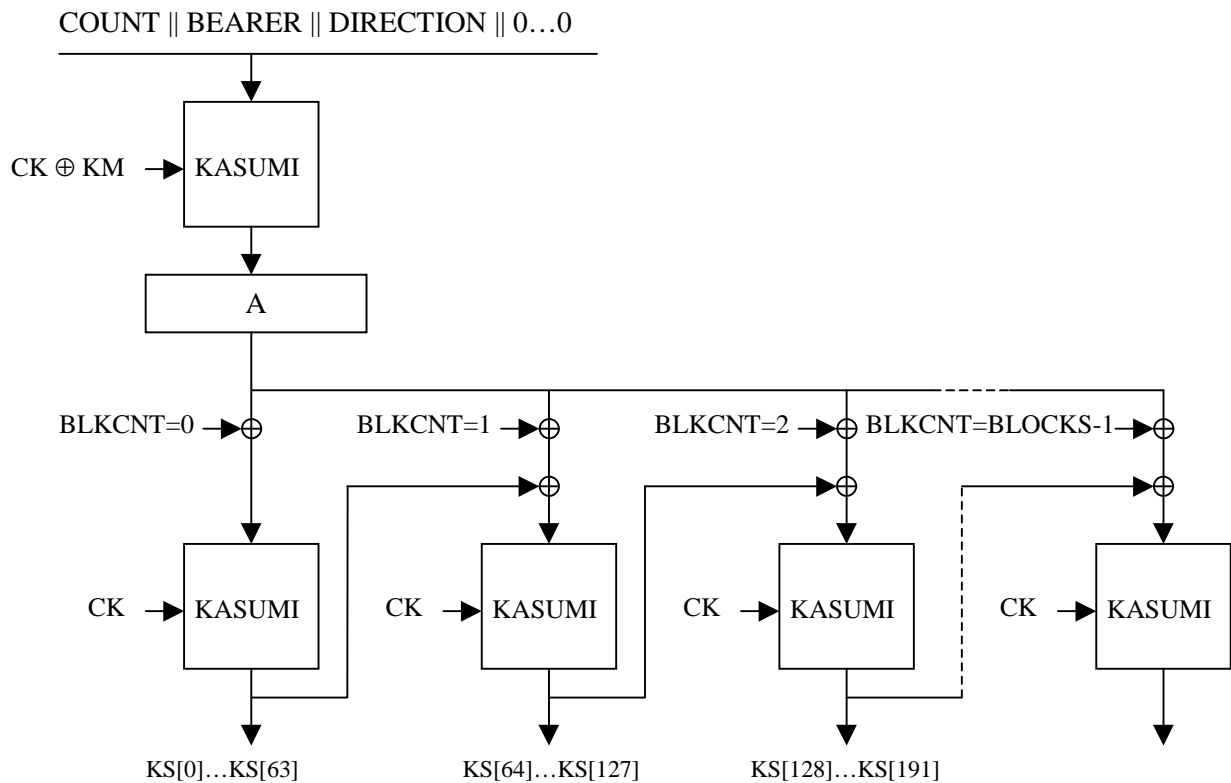 COUNT || BEARER || DIRECTION || 0…0
CK ⊕ KM
KASUMI
A
BLKCNT=0
BLKCNT=1
BLKCNT=2
BLKCNT=BLOCKS-1
CK
KASUMI
CK
KASUMI
CK
KASUMI
CK
KASUMI
KS[0]…KS[63]
KS[64]…KS[127]
KS[128]…KS[191]